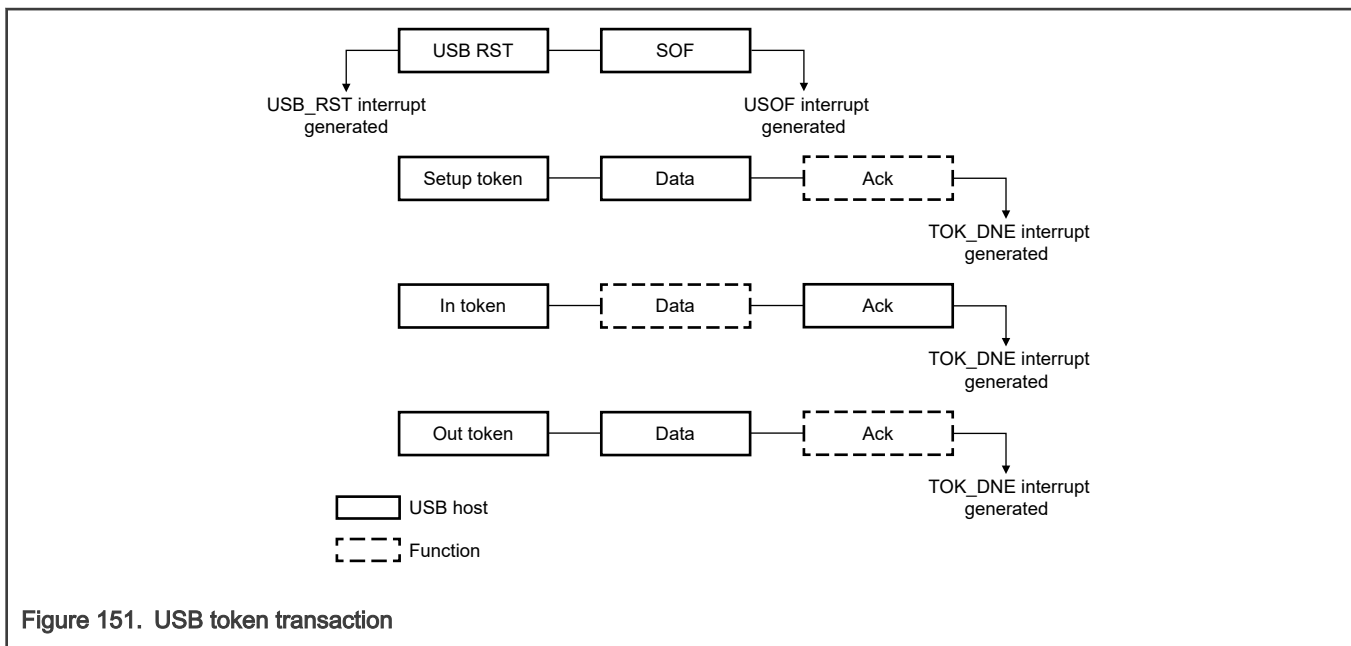 USB RST
SOF
USB_RST interrupt
generated
USOF interrupt
generated
Setup token
Data
Ack
TOK_DNE interrupt
generated
In token
Data
Ack
TOK_DNE interrupt
generated
Out token
Data
Ack
TOK_DNE interrupt
generated
USB host
Function
Figure 151. USB token transaction